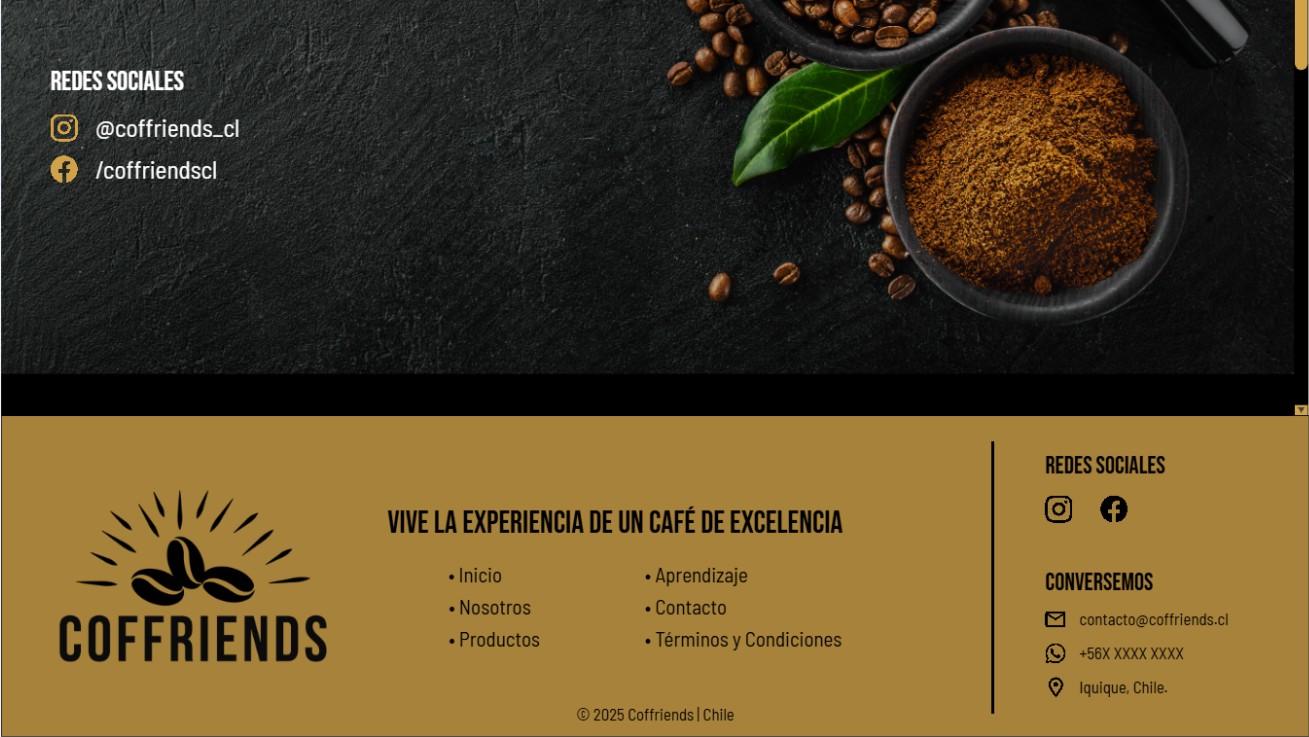 REDES SOCIALES
@coffriends_cl
/coffriendscl
COFFRIENDS
VIVE LA EXPERIENCIA DE UN CAFÉ DE EXCELENCIA
• Inicio
• Nosotros
• Productos
• Aprendizaje
• Contacto
• Términos y Condiciones
© 2025 Coffriends | Chile
REDES SOCIALES
CONVERSEMOS
contacto@coffriends.cl
+56X XXXX XXXX
Iquique, Chile.